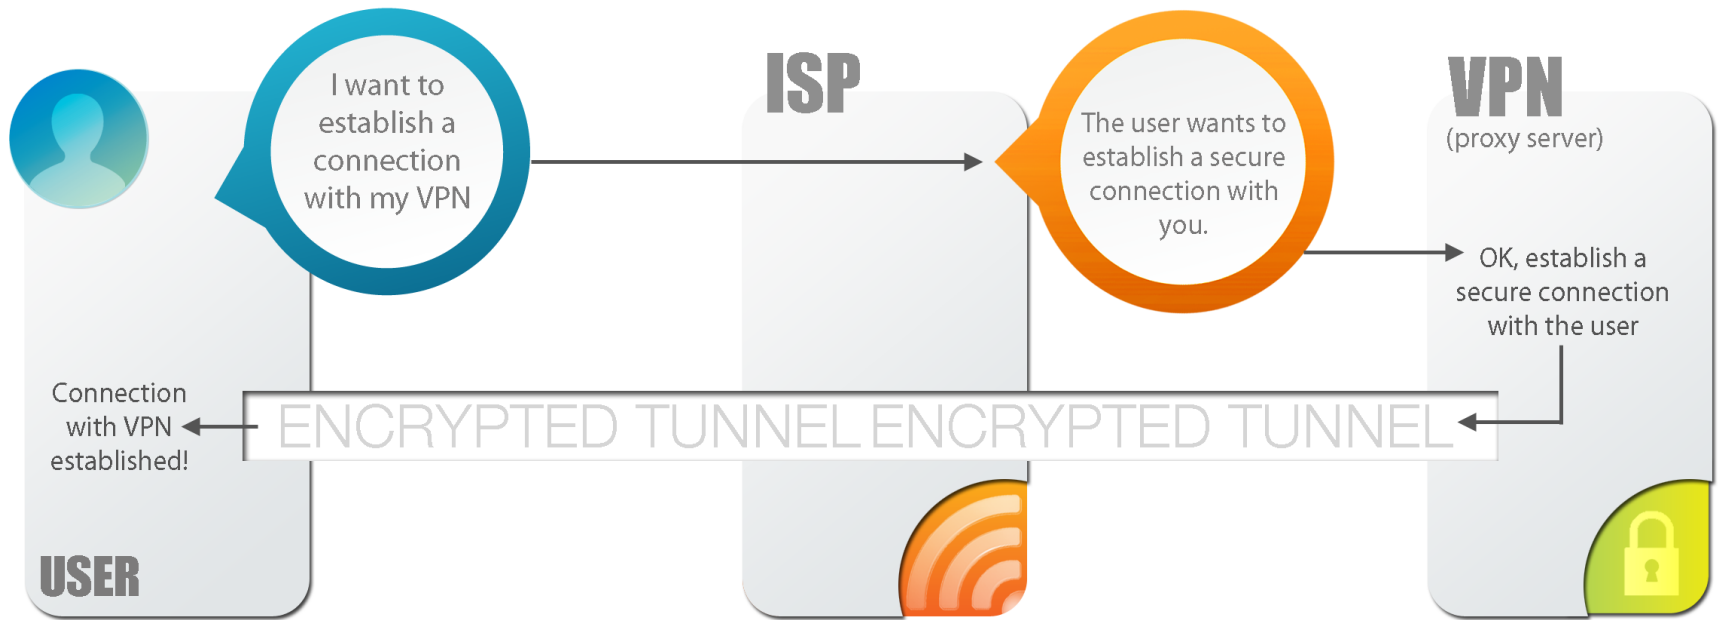 I want to
establish a
connection
with my VPN
ISP
The user wants to
establish a secure
connection with
you.
VPN
(proxy server)
OK, establish a
secure connection
with the user
ENCRYPTED TUNNEL ENCRYPTED TUNNEL
Connection
with VPN
established!
USER